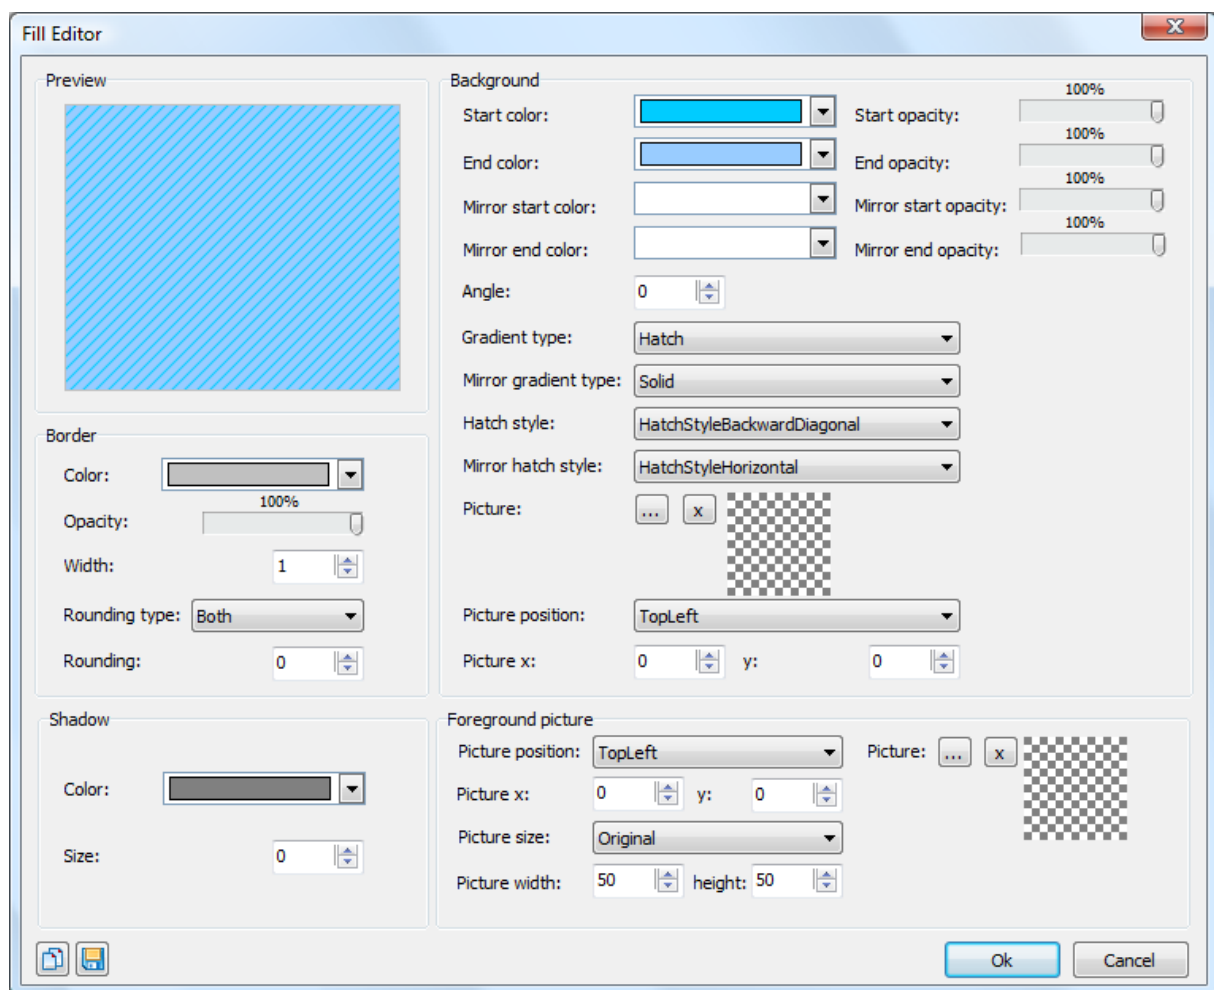 Fill Editor
Preview
Background
Start color:
Start opacity:
100%
End color:
End opacity:
100%
Mirror start color:
Mirror start opacity:
100%
Mirror end color:
Mirror end opacity:
100%
Angle:
0
Gradient type:
Hatch
Mirror gradient type:
Solid
Hatch style:
HatchStyleBackwardDiagonal
Mirror hatch style:
HatchStyleHorizontal
Picture:
...
x
Picture position:
TopLeft
Picture x:
0
y:
0
Border
Color:
Opacity:
100%
Width:
1
Rounding type:
Both
Rounding:
0
Shadow
Color:
Size:
0
Foreground picture
Picture position:
TopLeft
Picture:
...
x
Picture x:
0
y:
0
Picture size:
Original
Picture width:
50
height:
50
Ok
Cancel